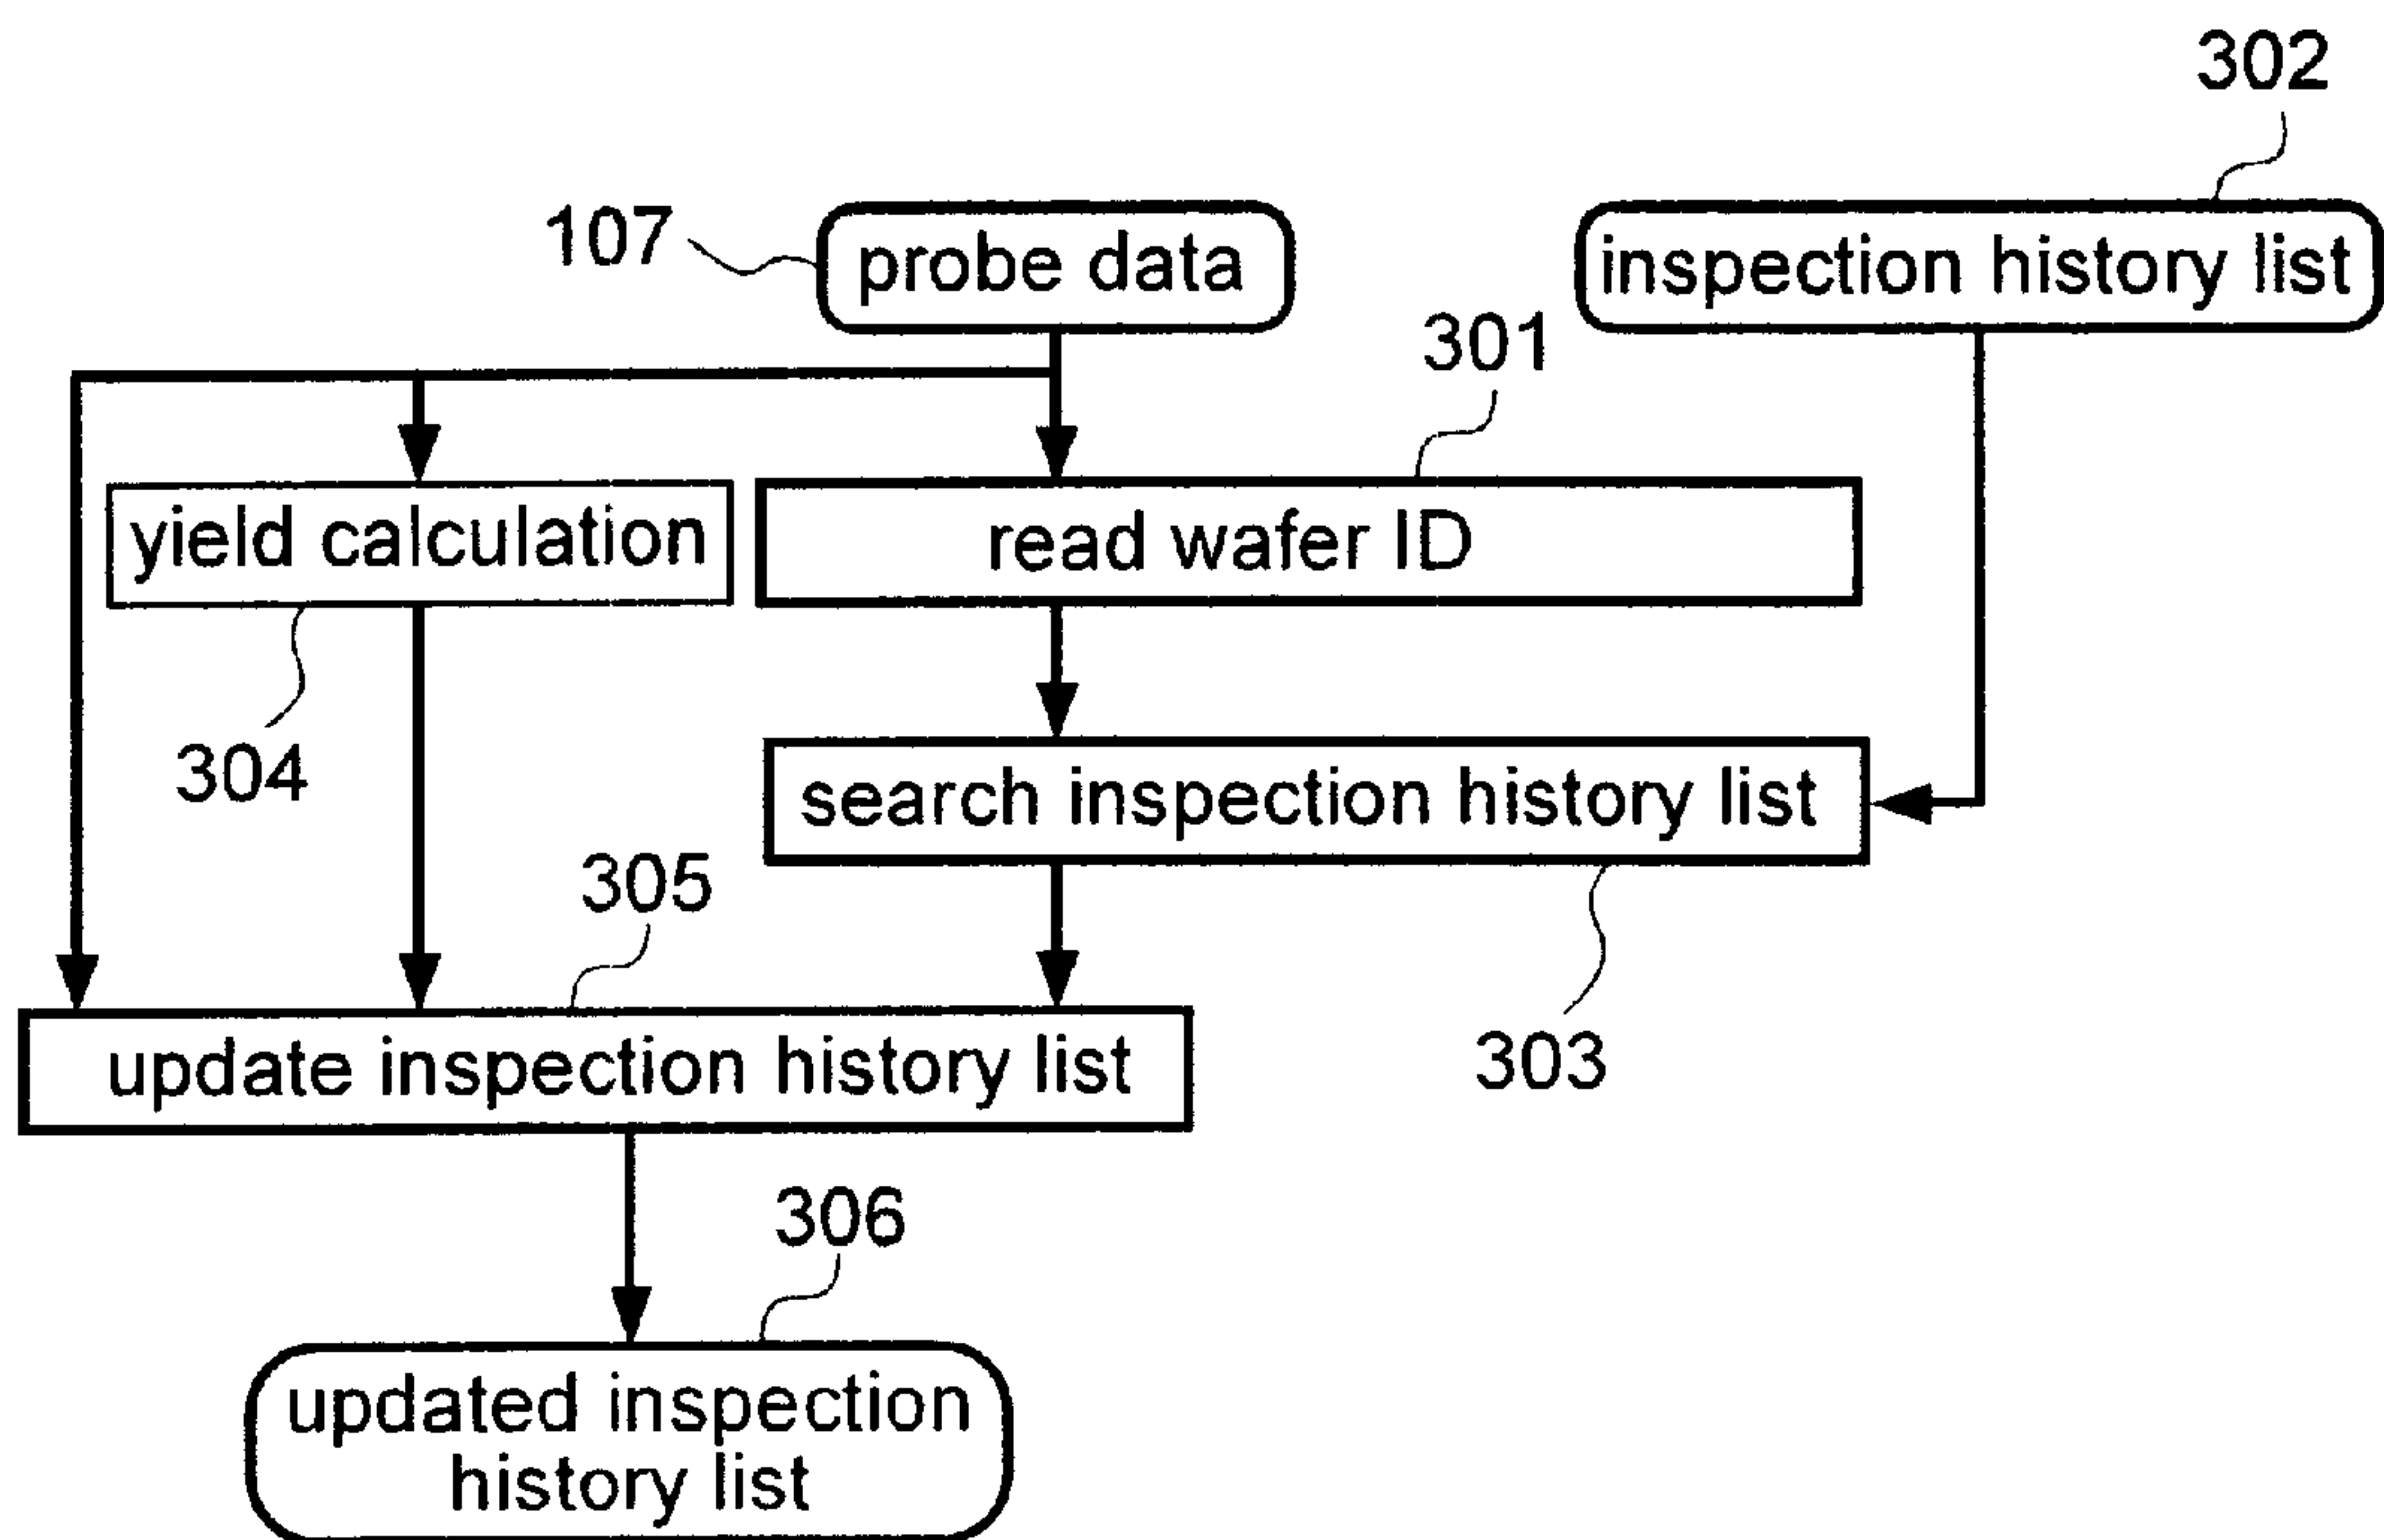 302
107
probe data
inspection history list
301
yield calculation
read wafer ID
304
search inspection history list
305
update inspection history list
303
306
updated inspection
history list